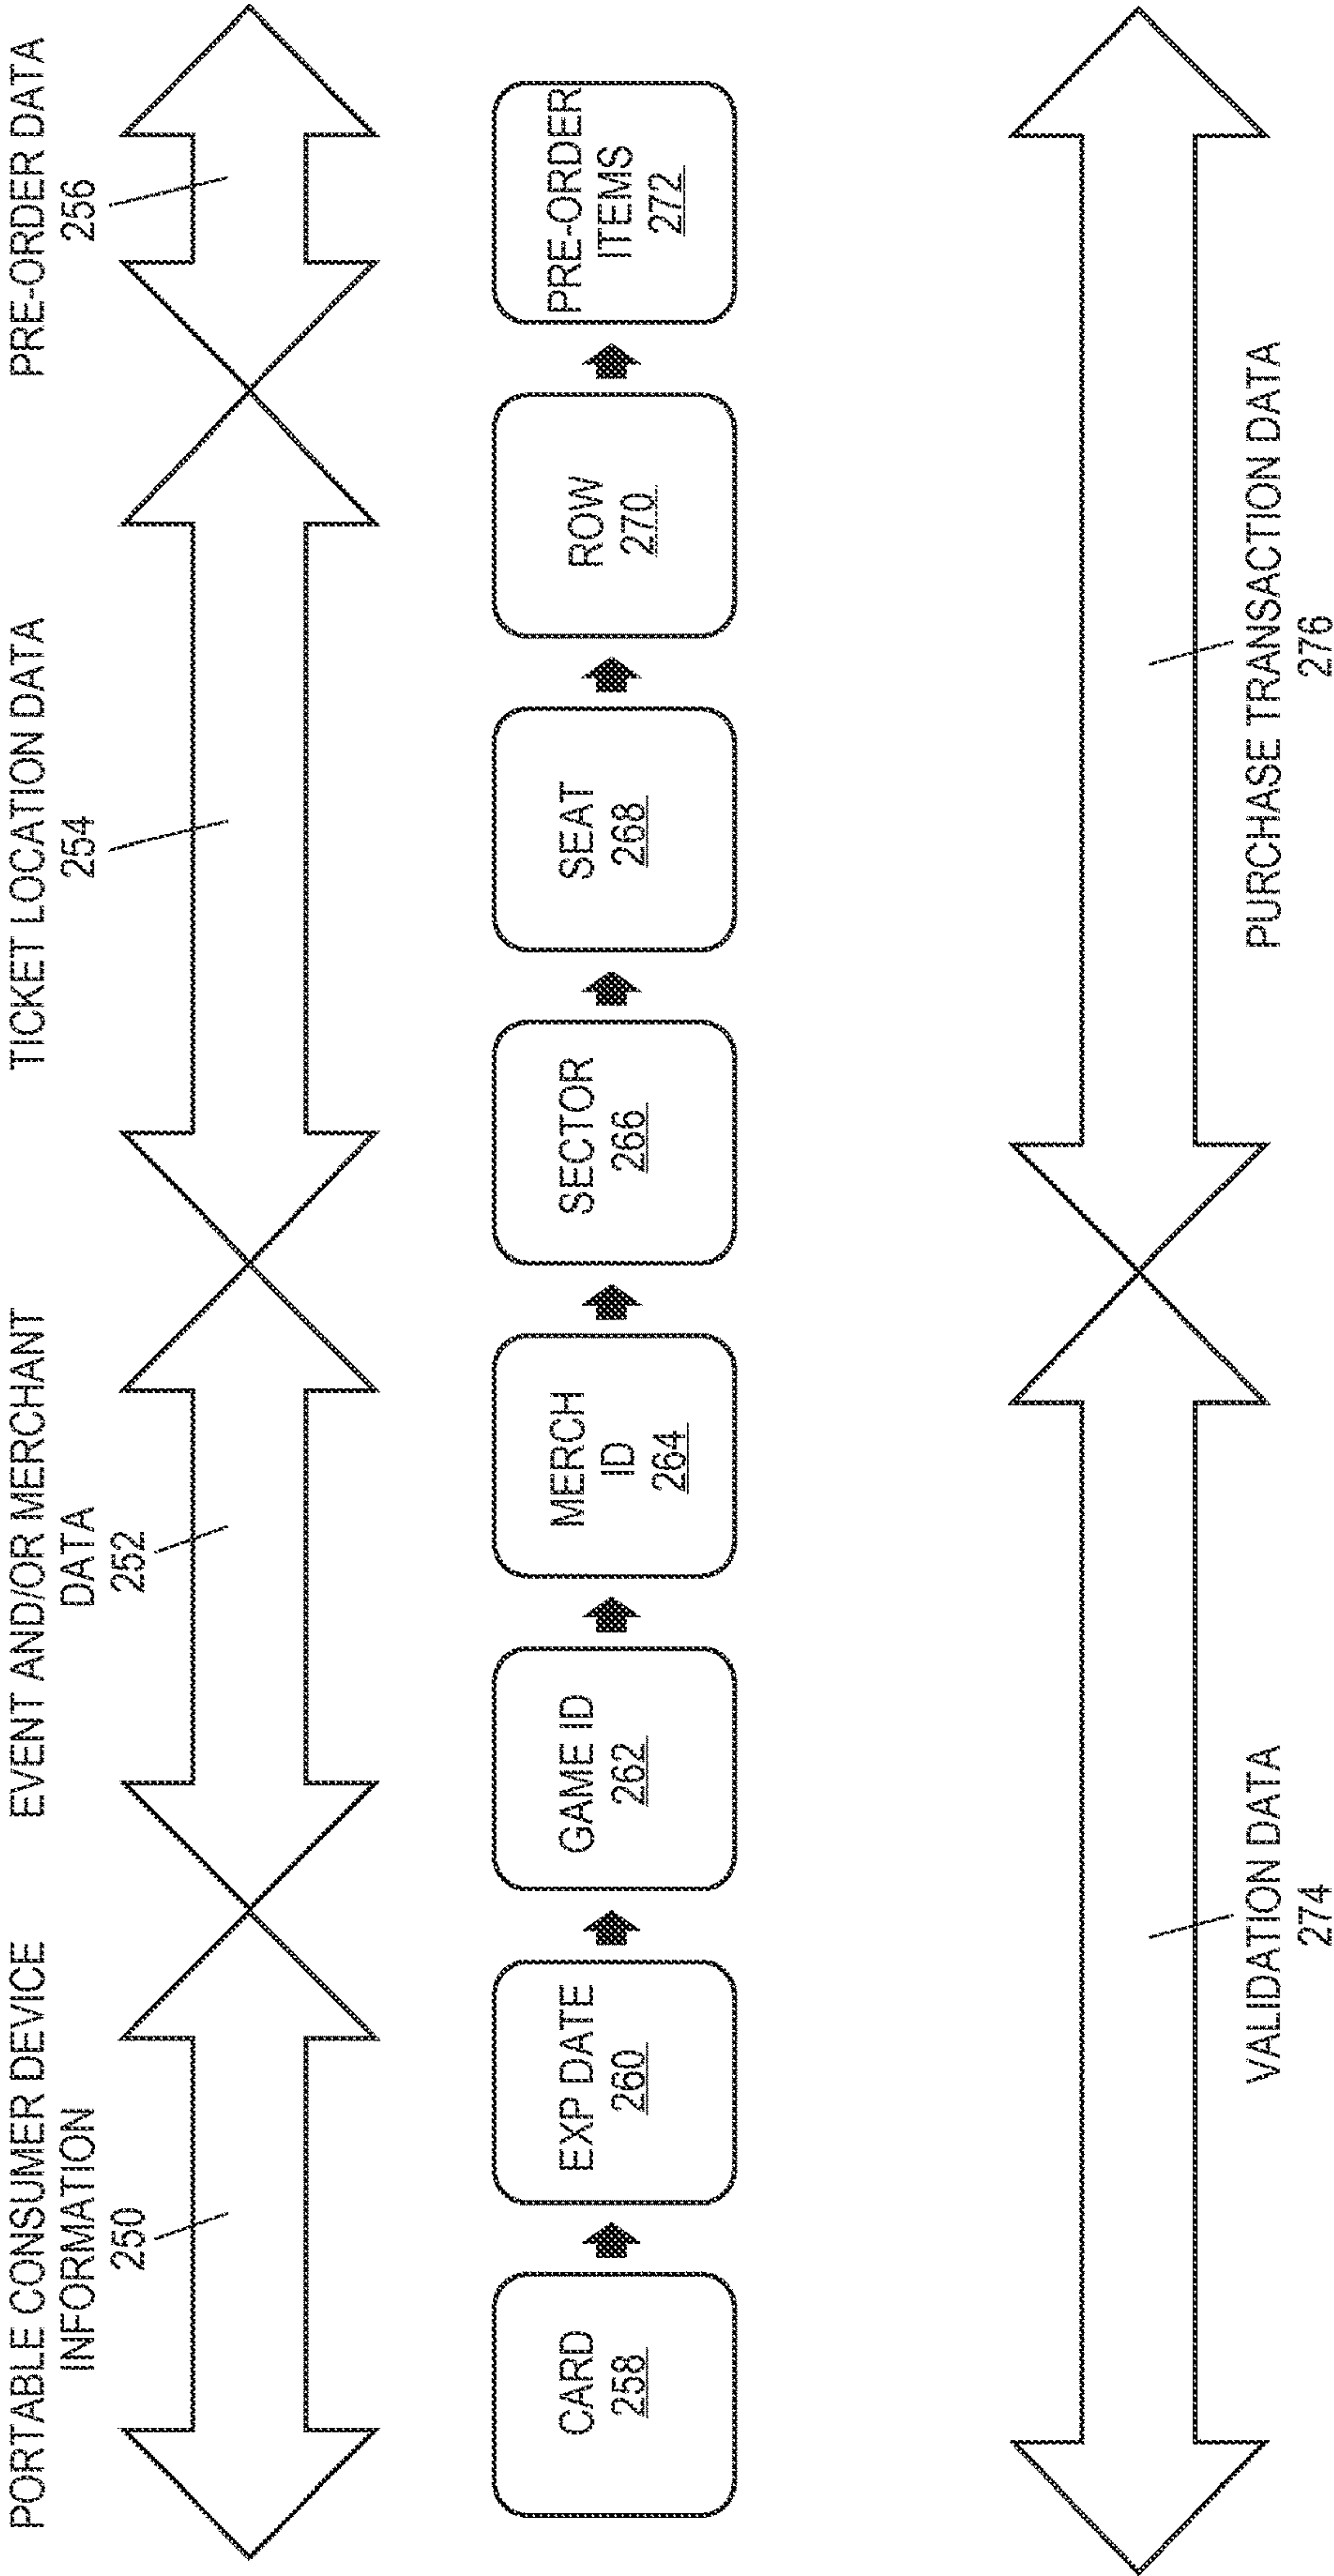 PORTABLE CONSUMER DEVICE
INFORMATION
250
EVENT AND/OR MERCHANT
DATA
252
TICKET LOCATION DATA
254
PRE-ORDER DATA
256
CARD
258
EXP DATE
260
GAME ID
262
MERCH
ID
264
SECTOR
266
SEAT
268
ROW
270
PRE-ORDER
ITEMS
272
VALIDATION DATA
274
PURCHASE TRANSACTION DATA
276